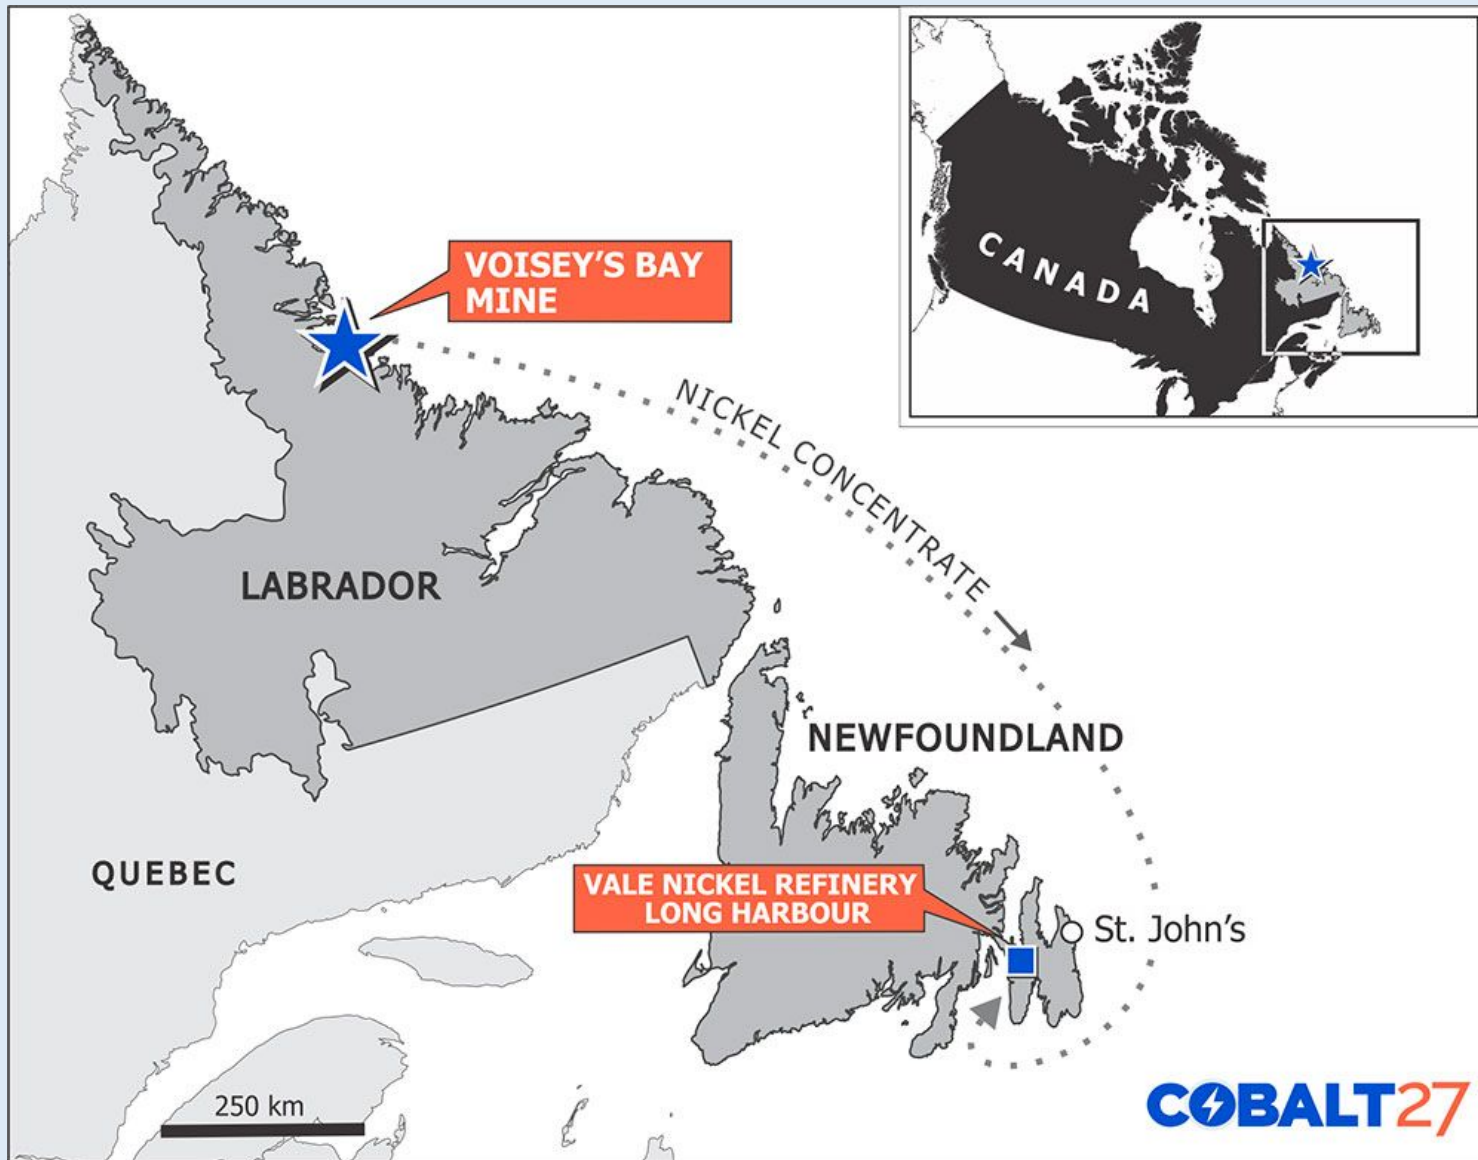 VOISEY'S BAY
MINE
CANADA
NICKEL CONCENTRATE
LABRADOR
NEWFOUNDLAND
QUEBEC
VALE NICKEL REFINERY
LONG HARBOUR
St. John's
250 km
COBALT27